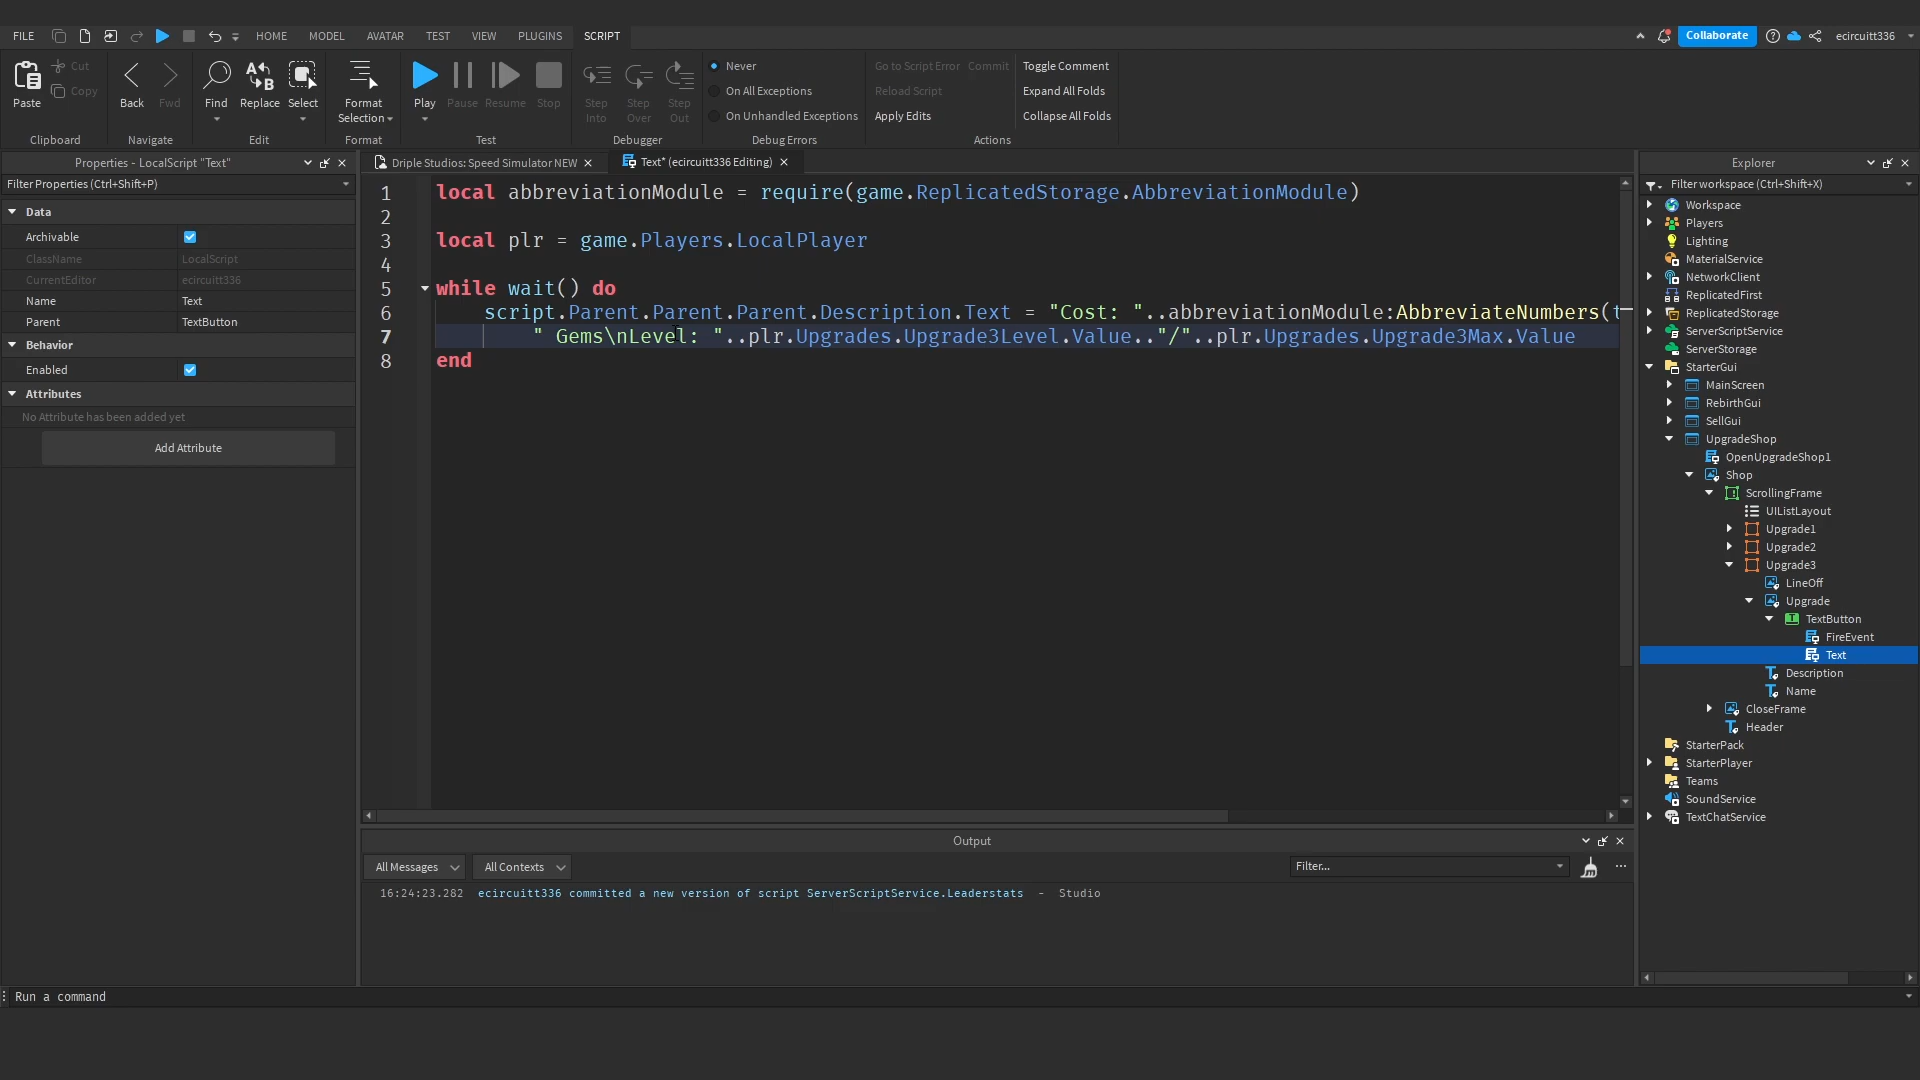 FILE HOME MODEL AVATAR TEST VIEW PLUGINS SCRIPT Collaborate ecircuitt336
Cut
Copy
Paste Back Fwd Find Replace Select Format Selection Play Pause Resume Stop Step Into Step Over Step Out
Never
On All Exceptions
On Unhandled Exceptions
Go to Script Error Commit
Reload Script
Apply Edits
Toggle Comment
Expand All Folds
Collapse All Folds
Clipboard Navigate Edit Format Test Debugger Debug Errors Actions
Properties - LocalScript "Text"
Filter Properties (Ctrl+Shift+P)
Data
Archivable
ClassName LocalScript
CurrentEditor ecircuitt336
Name Text
Parent TextButton
Behavior
Enabled
Attributes
No Attribute has been added yet
Add Attribute
Driple Studios: Speed Simulator NEW
Text* (ecircuitt336 Editing)
1 local abbreviationModule = require(game.ReplicatedStorage.AbbreviationModule)
2
3 local plr = game.Players.LocalPlayer
4
5 while wait() do
6 script.Parent.Parent.Parent.Description.Text = "Cost: "..abbreviationModule:AbbreviateNumbers(
7 " Gems\nLevel: "..plr.Upgrades.Upgrade3Level.Value.."/"..plr.Upgrades.Upgrade3Max.Value
8 end
Output
All Messages All Contexts Filter...
16:24:23.282 ecircuitt336 committed a new version of script ServerScriptService.Leaderstats - Studio
Explorer
Filter workspace (Ctrl+Shift+X)
Workspace
Players
Lighting
MaterialService
NetworkClient
ReplicatedFirst
ReplicatedStorage
ServerScriptService
ServerStorage
StarterGui
MainScreen
RebirthGui
SellGui
UpgradeShop
OpenUpgradeShop1
Shop
ScrollingFrame
UIListLayout
Upgrade1
Upgrade2
Upgrade3
LineOff
Upgrade
TextButton
FireEvent
Text
Description
Name
CloseFrame
Header
StarterPack
StarterPlayer
Teams
SoundService
TextChatService
Run a command